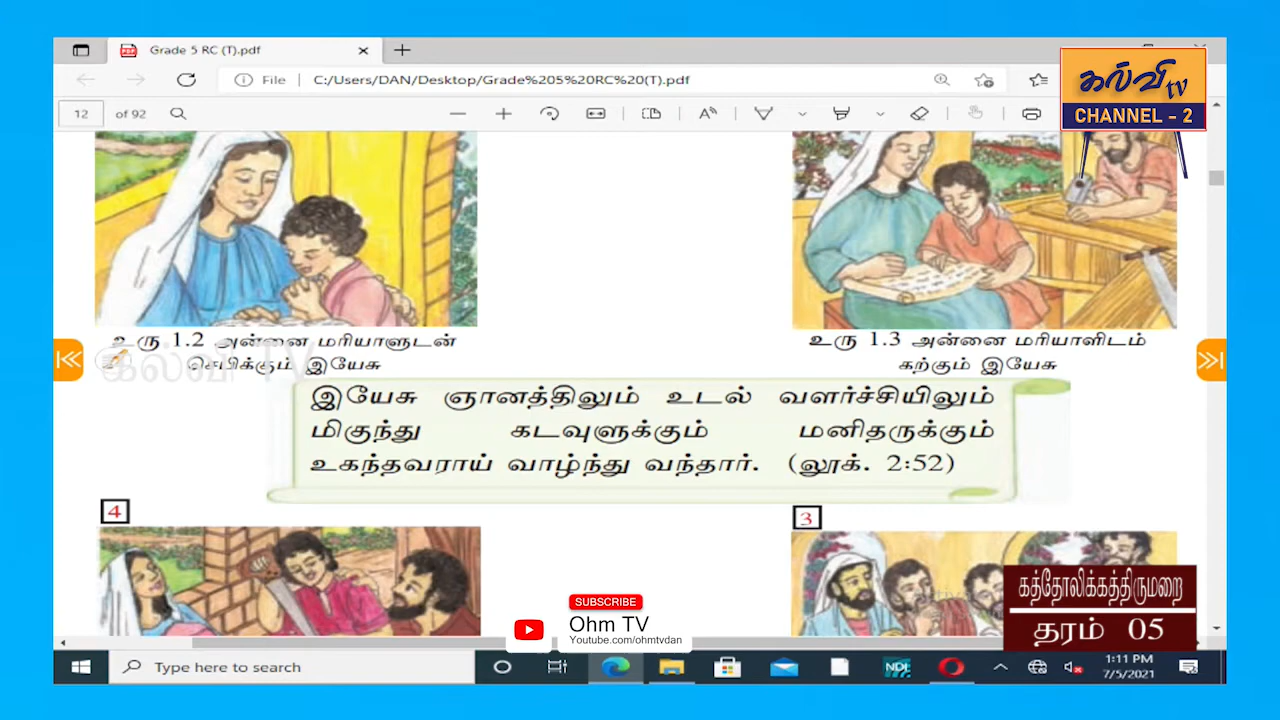 Grade 5 RC (T).pdf
File
C:/Users/DAN/Desktop/Grade%205%20RC%20(T).pdf
கல்வி tv
CHANNEL - 2
12 of 92
உரு 1.2 அன்னை மரியாளுடன்
செபிக்கும் இயேசு
உரு 1.3 அன்னை மரியாளிடம்
கற்கும் இயேசு
கல்வி TV
இயேசு ஞானத்திலும் உடல் வளர்ச்சியிலும்
மிகுந்து கடவுளுக்கும் மனிதருக்கும்
உகந்தவராய் வாழ்ந்து வந்தார். (லூக். 2:52)
4
3
SUBSCRIBE
Ohm TV
Youtube.com/ohmtvdan
கத்தோலிக்கத்திருமறை
தரம் 05
Type here to search
NDI
1:11 PM
7/5/2021